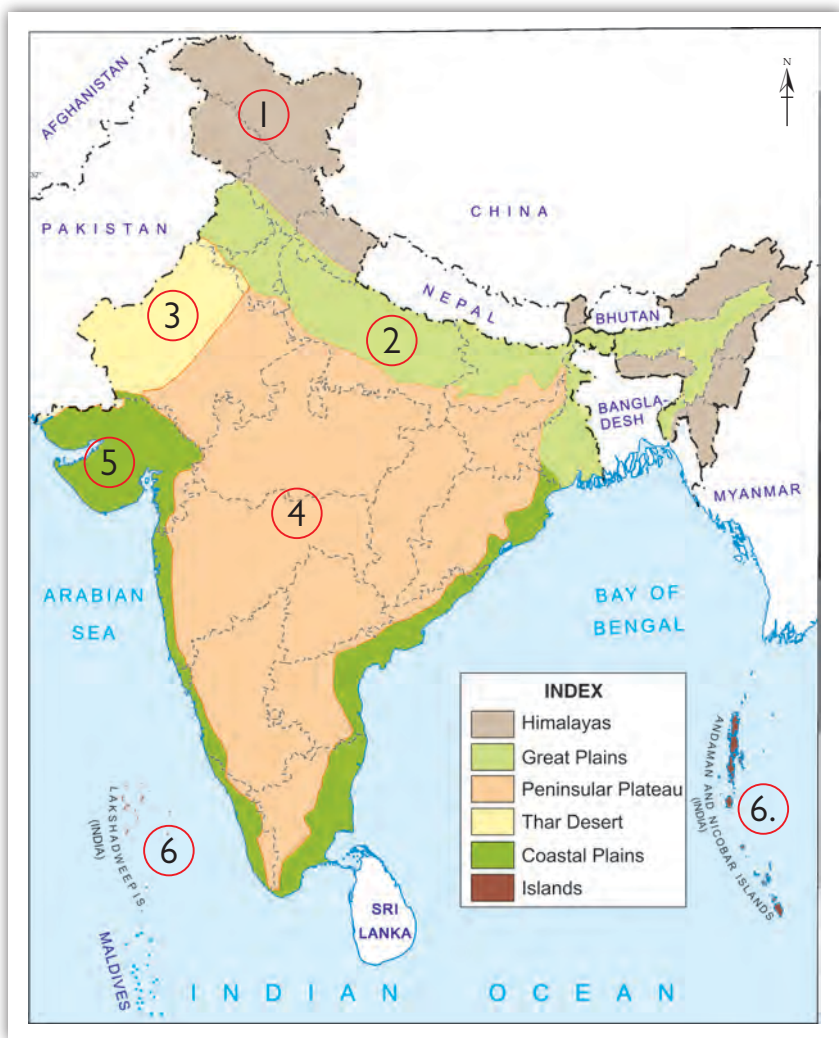 N
AFGHANISTAN
1
CHINA
PAKISTAN
NEPAL
3
2
BHUTAN
BANGLA-
DESH
5
4
MYANMAR
ARABIAN
SEA
BAY OF
BENGAL
INDEX
Himalayas
Great Plains
Peninsular Plateau
Thar Desert
Coastal Plains
Islands
ANDAMAN AND NICOBAR ISLANDS
(INDIA)
6.
LAKSHADWEEP IS.
(INDIA)
6
SRI
LANKA
MALDIVES
INDIAN OCEAN